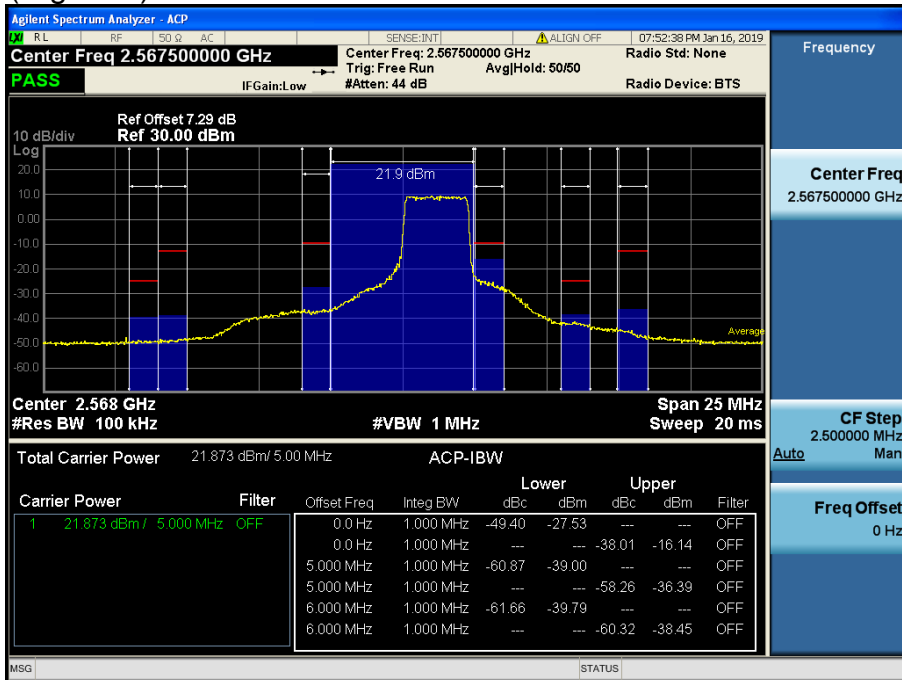 Agilent Spectrum Analyzer - ACP
LXI RL RF 50 Ω AC SENSE:INT ALIGN OFF 07:52:38 PM Jan 16, 2019
Center Freq 2.567500000 GHz Center Freq: 2.567500000 GHz Radio Std: None
Trig: Free Run Avg|Hold: 50/50
PASS IFGain:Low #Atten: 44 dB Radio Device: BTS
Ref Offset 7.29 dB
10 dB/div Ref 30.00 dBm
Log
20.0
21.9 dBm
10.0
0.00
-10.0
-20.0
-30.0
-40.0
Average
-50.0
-60.0
Center 2.568 GHz Span 25 MHz
#Res BW 100 kHz #VBW 1 MHz Sweep 20 ms
Total Carrier Power 21.873 dBm/ 5.00 MHz ACP-IBW
Lower Upper
Carrier Power Filter Offset Freq Integ BW dBc dBm dBc dBm Filter
1 21.873 dBm / 5.000 MHz OFF 0.0 Hz 1.000 MHz -49.40 -27.53 --- --- OFF
0.0 Hz 1.000 MHz --- --- -38.01 -16.14 OFF
5.000 MHz 1.000 MHz -60.87 -39.00 --- --- OFF
5.000 MHz 1.000 MHz --- --- -58.26 -36.39 OFF
6.000 MHz 1.000 MHz -61.66 -39.79 --- --- OFF
6.000 MHz 1.000 MHz --- --- -60.32 -38.45 OFF
MSG STATUS
Frequency
Center Freq
2.567500000 GHz
CF Step
2.500000 MHz
Auto Man
Freq Offset
0 Hz